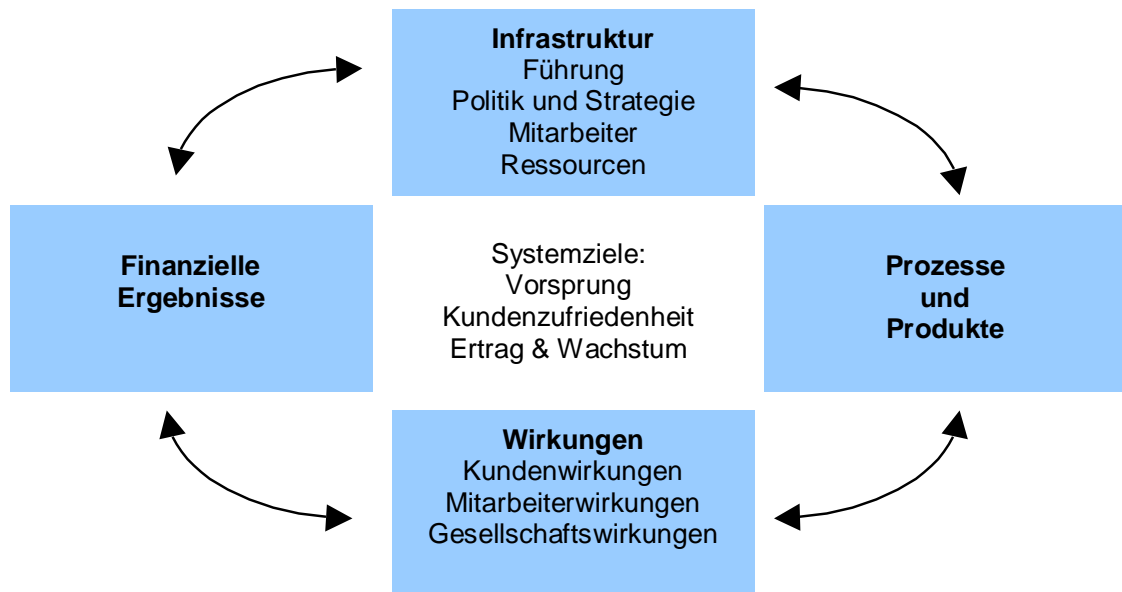 Infrastruktur
Führung
Politik und Strategie
Mitarbeiter
Ressourcen
Finanzielle
Ergebnisse
Systemziele:
Vorsprung
Kundenzufriedenheit
Ertrag & Wachstum
Prozesse
und
Produkte
Wirkungen
Kundenwirkungen
Mitarbeiterwirkungen
Gesellschaftswirkungen